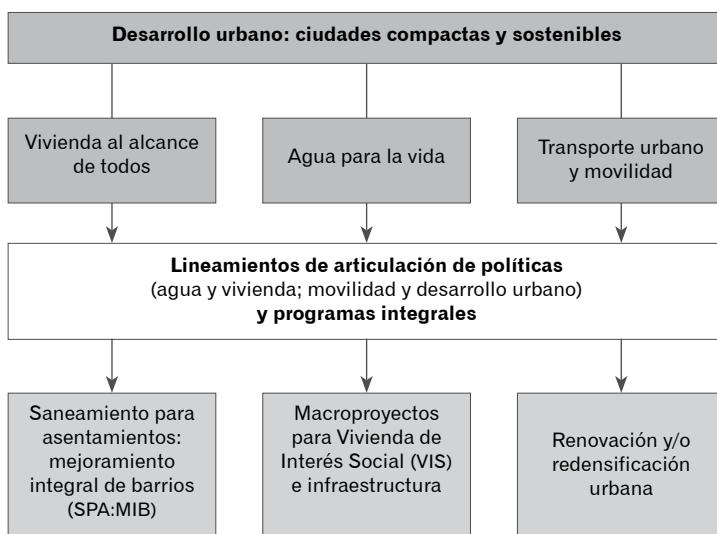 Desarrollo urbano: ciudades compactas y sostenibles
Vivienda al alcance
de todos
Agua para la vida
Transporte urbano
y movilidad
Lineamientos de articulación de políticas
(agua y vivienda; movilidad y desarrollo urbano)
y programas integrales
Saneamiento para
asentamientos:
mejoramiento
integral de barrios
(SPA:MIB)
Macroproyectos
para Vivienda de
Interés Social (VIS)
e infraestructura
Renovación y/o
redensificación
urbana